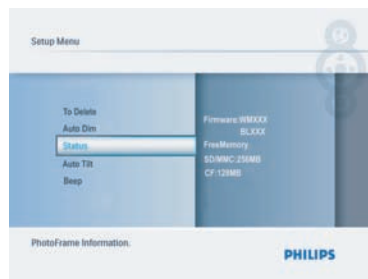 Setup Menu
To Delete
Auto Dim
Status
Auto Tilt
Beep
Firmware:WMXXX
BLXXX
FreeMemory:
SD/MMC:256MB
CF:128MB
PhotoFrame Information.
PHILIPS